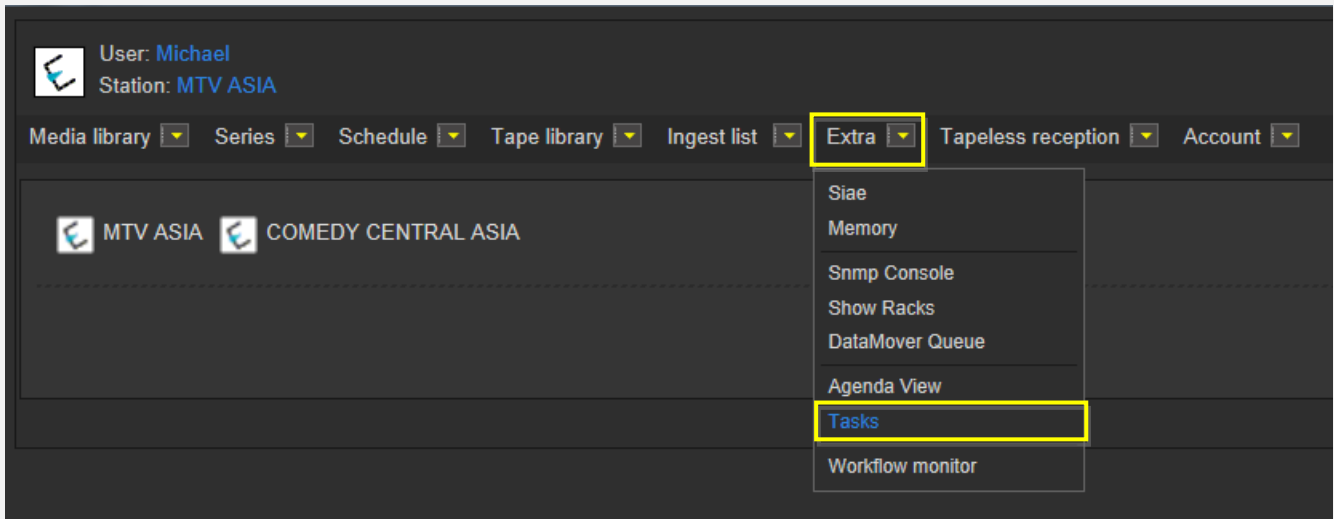 User: Michael
Station: MTV ASIA
Media library Series Schedule Tape library Ingest list Extra Tapeless reception Account
MTV ASIA COMEDY CENTRAL ASIA
Siae
Memory
Snmp Console
Show Racks
DataMover Queue
Agenda View
Tasks
Workflow monitor